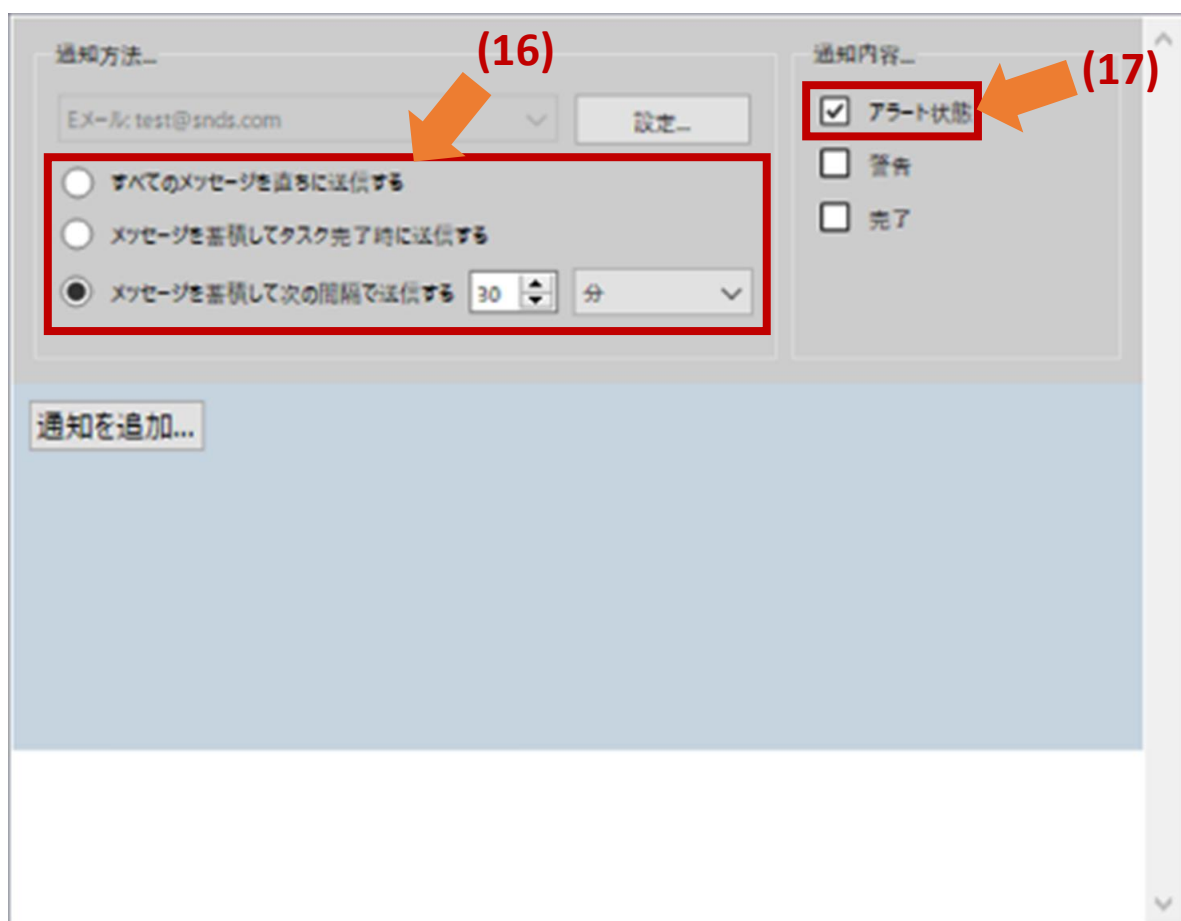 通知方法...
(16)
Eメール: test@snds.com
設定...
すべてのメッセージを直ちに送信する
メッセージを蓄積してタスク完了時に送信する
メッセージを蓄積して次の間隔で送信する 30 分
通知内容...
(17)
アラート状態
警告
完了
通知を追加...